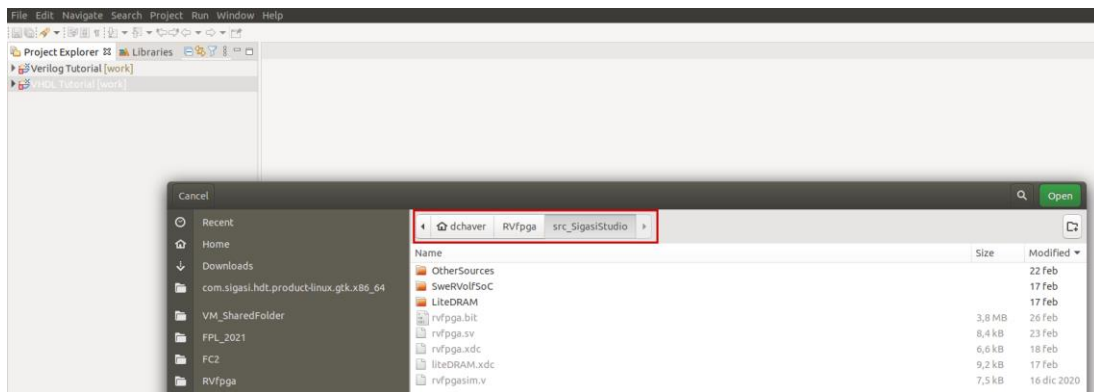 File Edit Navigate Search Project Run Window Help
Project Explorer Libraries
Verilog Tutorial [work]
VHDL Tutorial [work]
Cancel Open
Recent
dchaver RVfpga src_SigasiStudio
Home
Name Size Modified
Downloads
OtherSources 22 feb
com.sigasi.hdt.product-linux.gtk.x86_64
SweRVolfSoC 17 feb
LiteDRAM 17 feb
VM_SharedFolder
rvfpga.bit 3,8 MB 26 feb
FPL_2021
rvfpga.sv 8,4 kB 23 feb
rvfpga.xdc 6,6 kB 18 feb
FC2
liteDRAM.xdc 9,2 kB 17 feb
RVfpga
rvfpgasim.v 7,5 kB 16 dic 2020